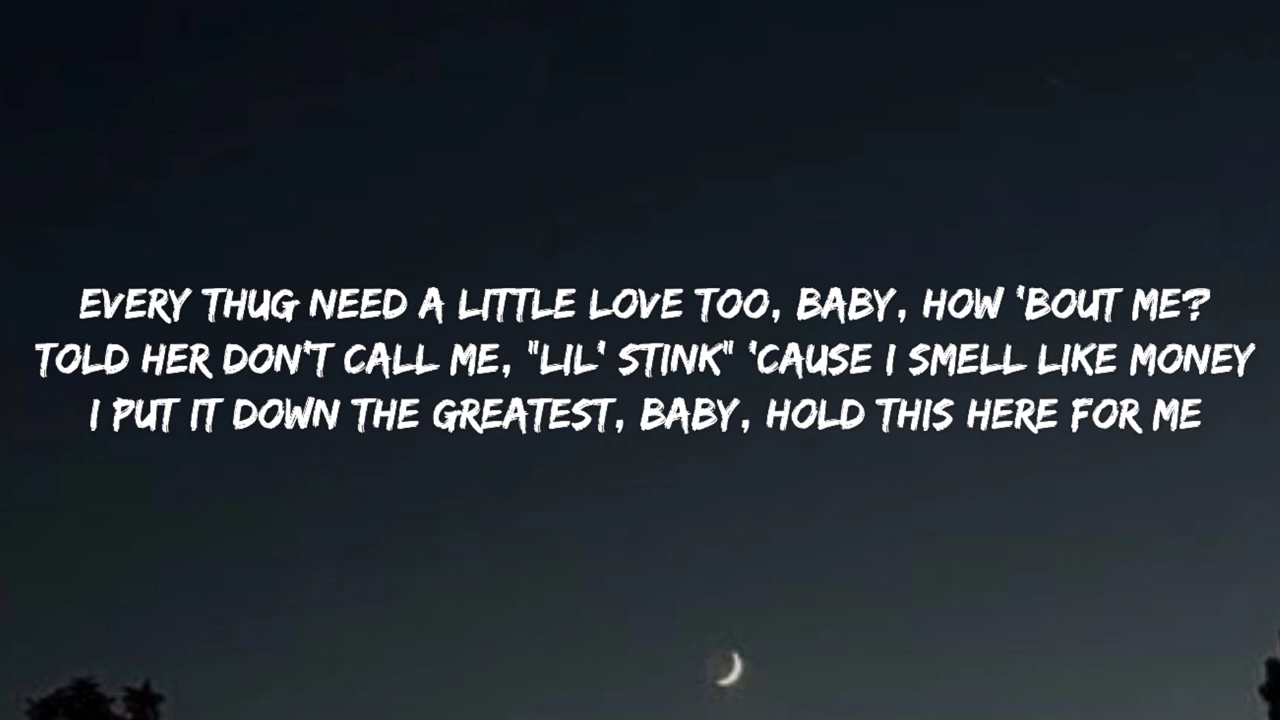 EVERY THUG NEED A LITTLE LOVE TOO, BABY, HOW 'BOUT ME?
TOLD HER DON'T CALL ME, "LIL' STINK" 'CAUSE I SMELL LIKE MONEY
I PUT IT DOWN THE GREATEST, BABY, HOLD THIS HERE FOR ME